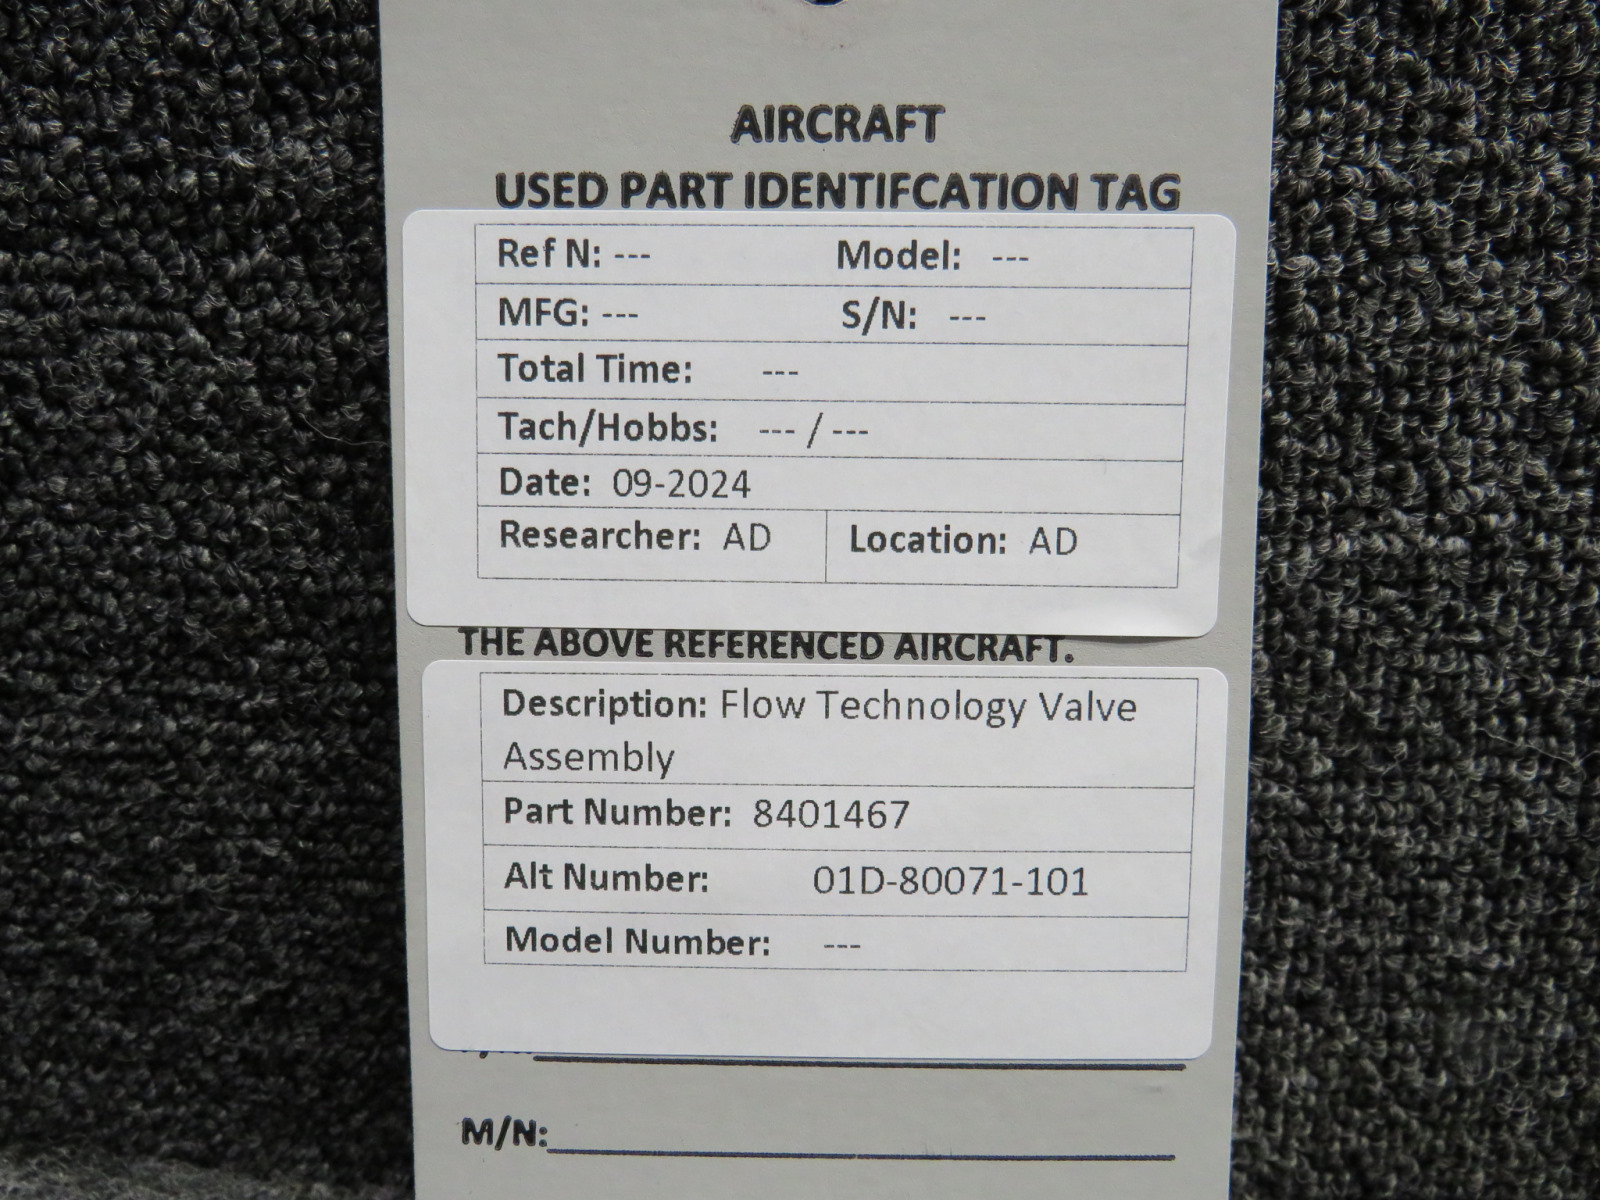 AIRCRAFT
USED PART IDENTIFCATION TAG
Ref N: --- Model: ---
MFG: --- S/N: ---
Total Time: ---
Tach/Hobbs: --- / ---
Date: 09-2024
Researcher: AD Location: AD
THE ABOVE REFERENCED AIRCRAFT.
Description: Flow Technology Valve
Assembly
Part Number: 8401467
Alt Number: 01D-80071-101
Model Number: ---
M/N: